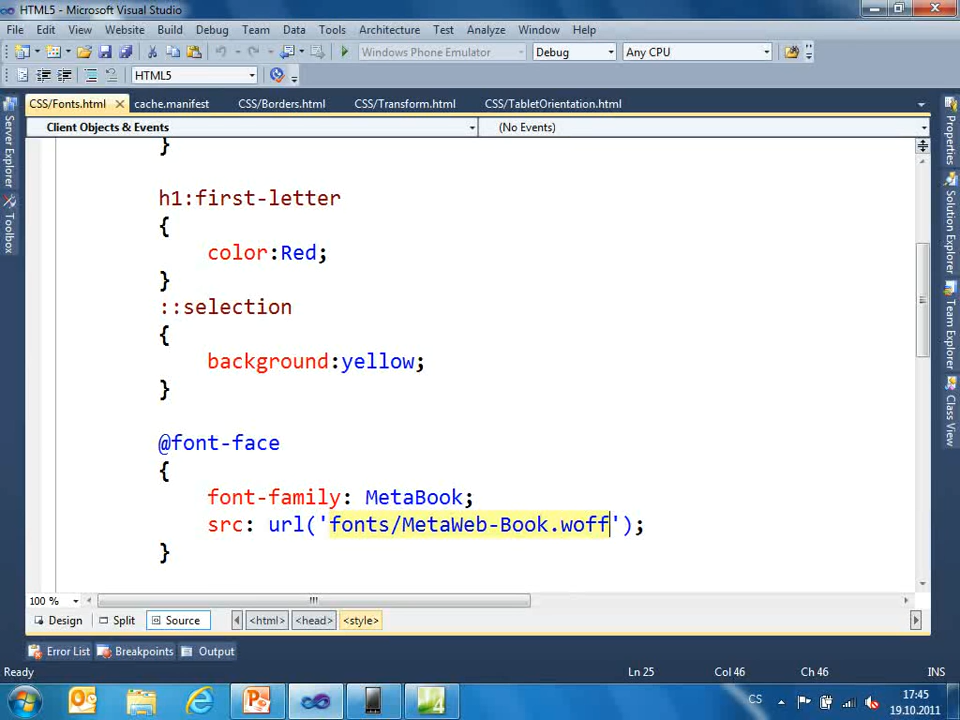 HTML5 - Microsoft Visual Studio
File Edit View Website Build Debug Team Data Tools Architecture Test Analyze Window Help
Windows Phone Emulator Debug Any CPU
HTML5
CSS/Fonts.html cache.manifest CSS/Borders.html CSS/Transform.html CSS/TabletOrientation.html
Client Objects & Events (No Events)
Server Explorer
Toolbox
Properties
Solution Explorer
Team Explorer
Class View
}
h1:first-letter
{
color:Red;
}
::selection
{
background:yellow;
}
@font-face
{
font-family: MetaBook;
src: url('fonts/MetaWeb-Book.woff');
}
100 %
Design Split Source <html> <head> <style>
Error List Breakpoints Output
Ready Ln 25 Col 46 Ch 46 INS
CS 17:45
19.10.2011